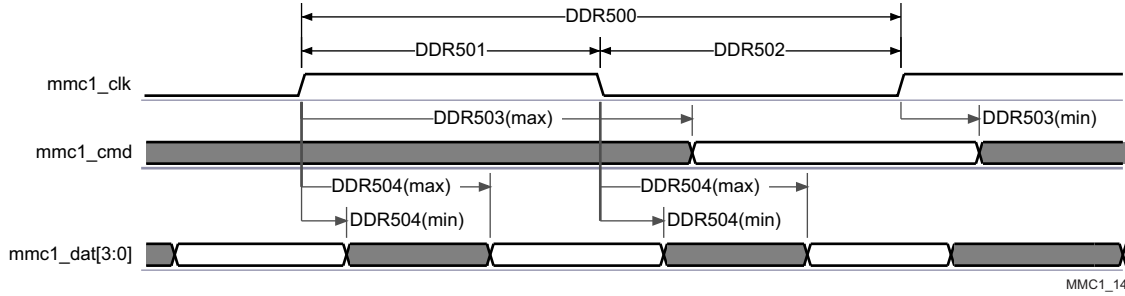 DDR500
DDR501 DDR502
mmc1_clk
DDR503(max) DDR503(min)
mmc1_cmd
DDR504(max) DDR504(max)
DDR504(min) DDR504(min)
mmc1_dat[3:0]
MMC1_14